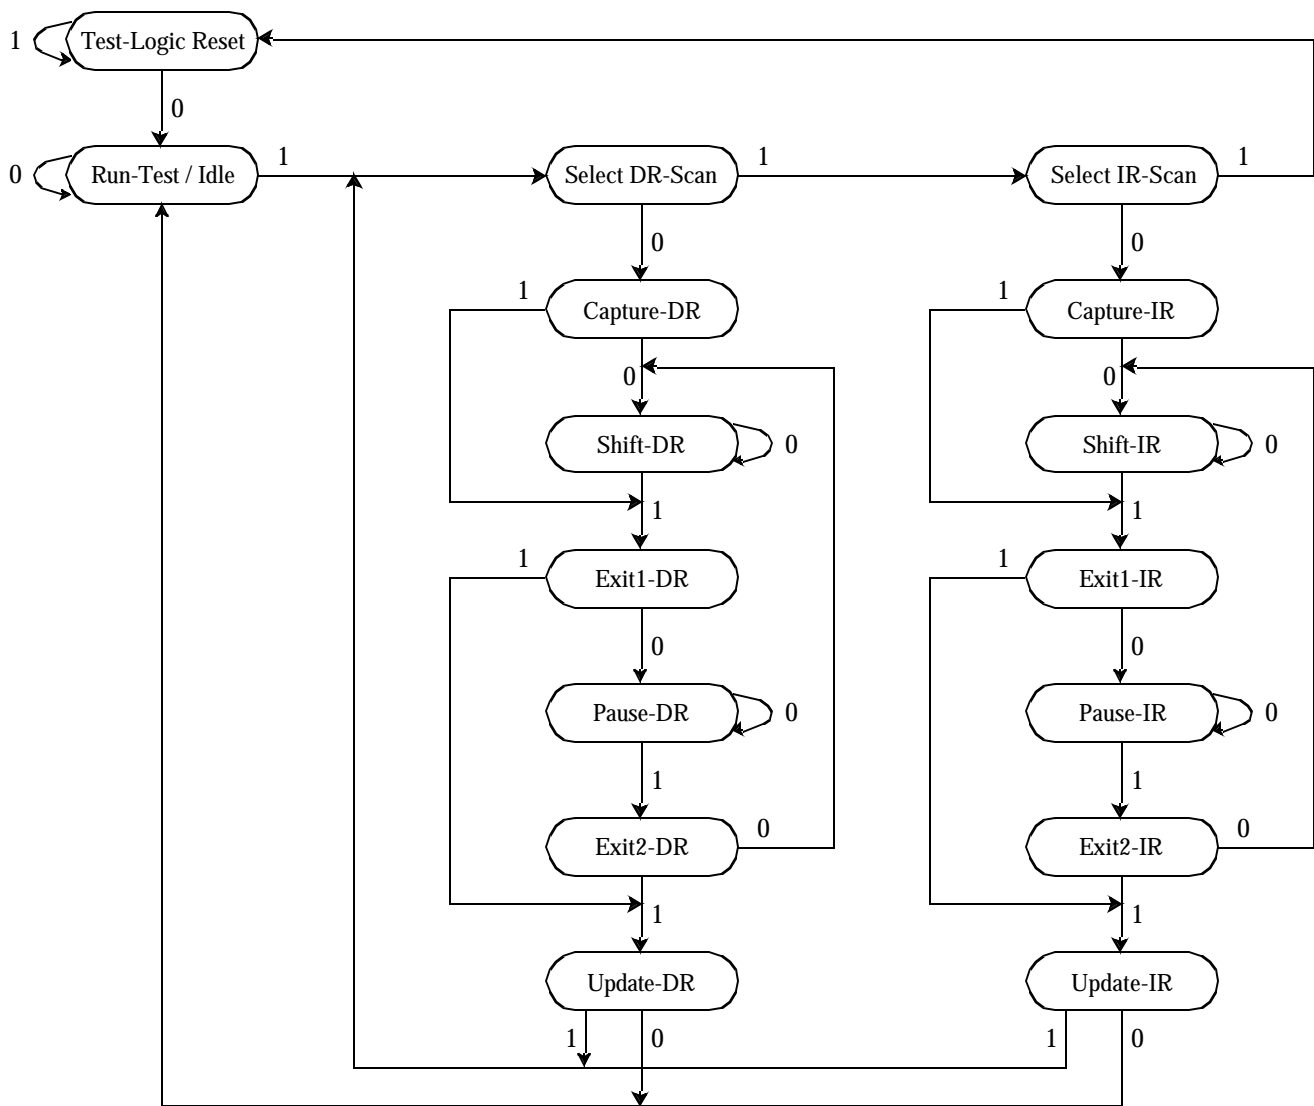 1 Test-Logic Reset
0
0 Run-Test / Idle 1 Select DR-Scan 1 Select IR-Scan 1
0 0
1 Capture-DR 1 Capture-IR
0 0
Shift-DR 0 Shift-IR 0
1 1
1 Exit1-DR 1 Exit1-IR
0 0
Pause-DR 0 Pause-IR 0
1 1
Exit2-DR 0 Exit2-IR 0
1 1
Update-DR Update-IR
1 0 1 0